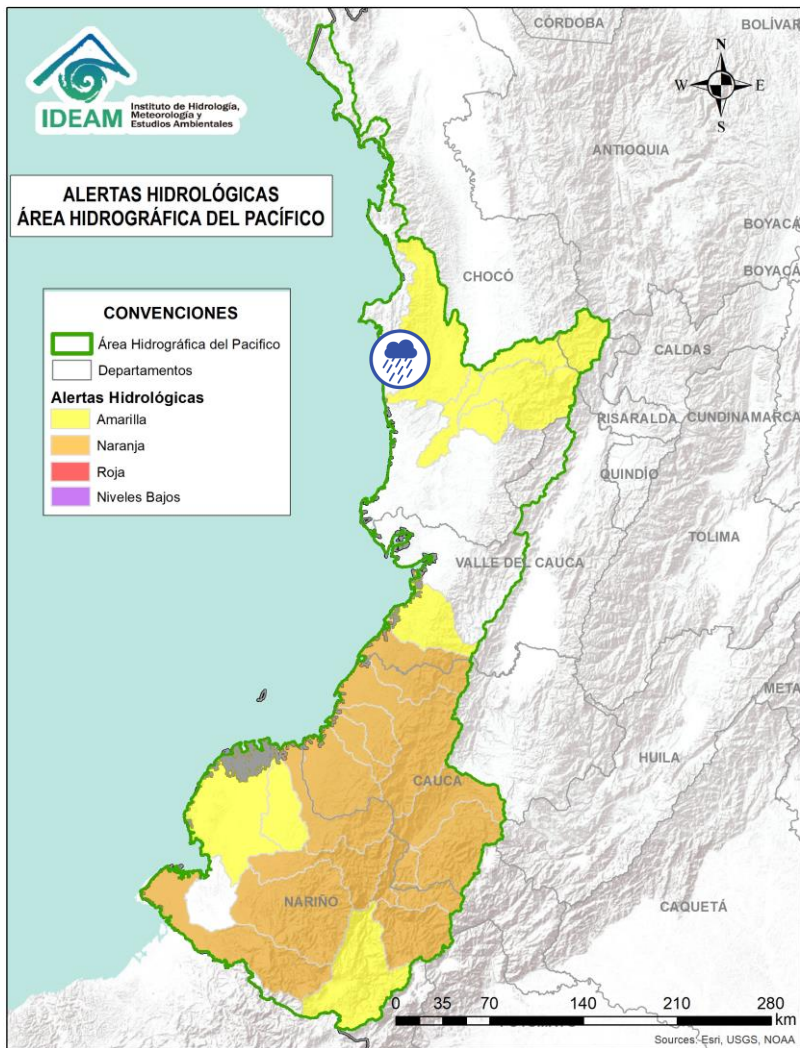 CÓRDOBA
BOLÍVAR
N
W
E
S
IDEAM
Instituto de Hidrología,
Meteorología y
Estudios Ambientales
ANTIOQUIA
ALERTAS HIDROLÓGICAS
ÁREA HIDROGRÁFICA DEL PACÍFICO
BOYACÁ
CHOCÓ
BOYACÁ
CONVENCIONES
Área Hidrográfica del Pacifico
Departamentos
Alertas Hidrológicas
Amarilla
Naranja
Roja
Niveles Bajos
CALDAS
RISARALDA
CUNDINAMARCA
QUINDÍO
TOLIMA
VALLE DEL CAUCA
META
HUILA
CAUCA
NARIÑO
CAQUETÁ
0 35 70 140 210 280
km
Sources: Esri, USGS, NOAA